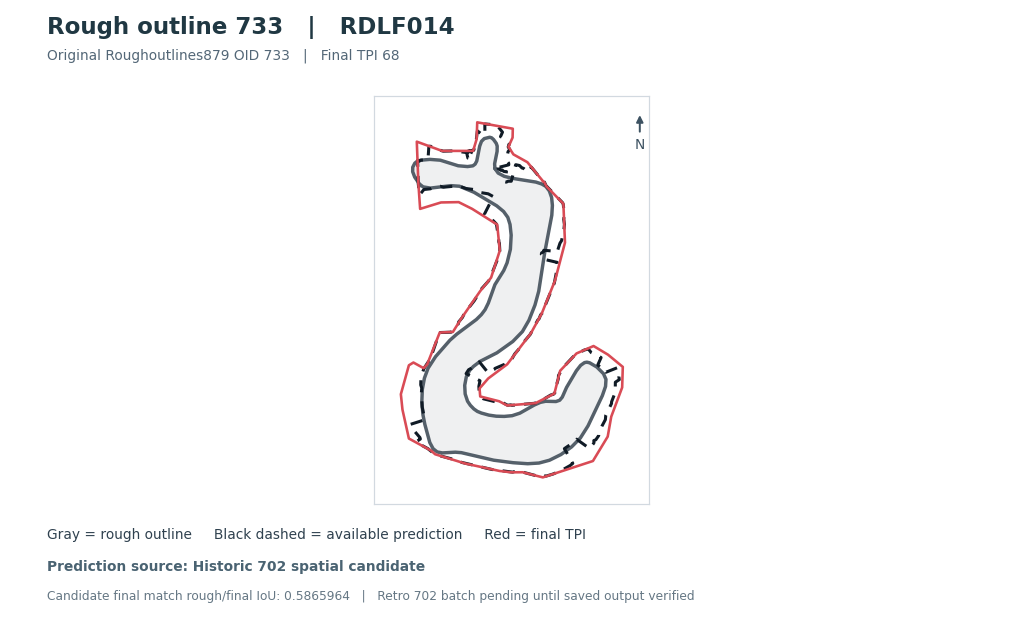 Rough outline 733   |   RDLF014
Original Roughoutlines879 OID 733   |   Final TPI 68
N
Gray = rough outline     Black dashed = available prediction     Red = final TPI
Prediction source: Historic 702 spatial candidate
Candidate final match rough/final IoU: 0.5865964   |   Retro 702 batch pending until saved output verified